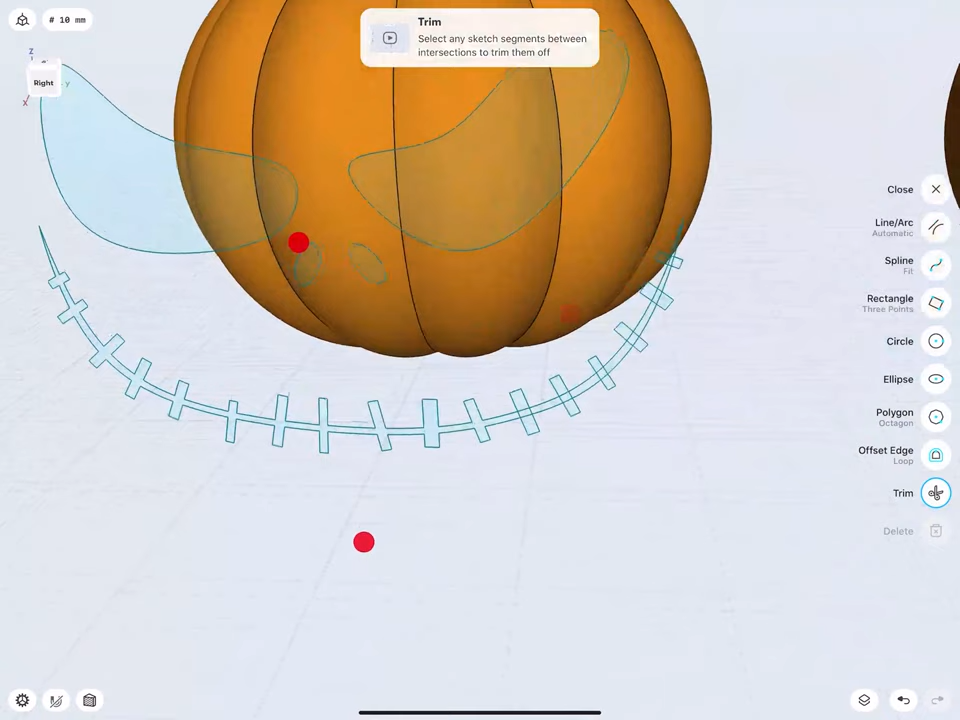 # 10 mm
Trim
Select any sketch segments between
intersections to trim them off
z
Right
y
x
Close
Line/Arc
Automatic
Spline
Fit
Rectangle
Three Points
Circle
Ellipse
Polygon
Octagon
Offset Edge
Loop
Trim
Delete